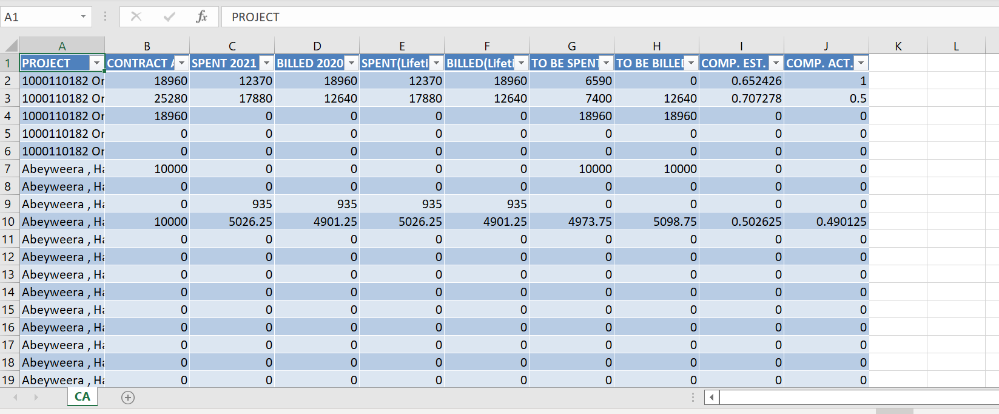 A1 fx PROJECT
A B C D E F G H I J K L
1 PROJECT CONTRACT A SPENT 2021 BILLED 2020 SPENT(Lifeti BILLED(Lifeti TO BE SPENT TO BE BILLED COMP. EST. COMP. ACT.
2 1000110182 Or 18960 12370 18960 12370 18960 6590 0 0.652426 1
3 1000110182 Or 25280 17880 12640 17880 12640 7400 12640 0.707278 0.5
4 1000110182 Or 18960 0 0 0 0 18960 18960 0 0
5 1000110182 Or 0 0 0 0 0 0 0 0 0
6 1000110182 Or 0 0 0 0 0 0 0 0 0
7 Abeyweera , Ha 10000 0 0 0 0 10000 10000 0 0
8 Abeyweera , Ha 0 0 0 0 0 0 0 0 0
9 Abeyweera , Ha 0 935 935 935 935 0 0 0 0
10 Abeyweera , Ha 10000 5026.25 4901.25 5026.25 4901.25 4973.75 5098.75 0.502625 0.490125
11 Abeyweera , Ha 0 0 0 0 0 0 0 0 0
12 Abeyweera , Ha 0 0 0 0 0 0 0 0 0
13 Abeyweera , Ha 0 0 0 0 0 0 0 0 0
14 Abeyweera , Ha 0 0 0 0 0 0 0 0 0
15 Abeyweera , Ha 0 0 0 0 0 0 0 0 0
16 Abeyweera , Ha 0 0 0 0 0 0 0 0 0
17 Abeyweera , Ha 0 0 0 0 0 0 0 0 0
18 Abeyweera , Ha 0 0 0 0 0 0 0 0 0
19 Abeyweera , Ha 0 0 0 0 0 0 0 0 0
CA